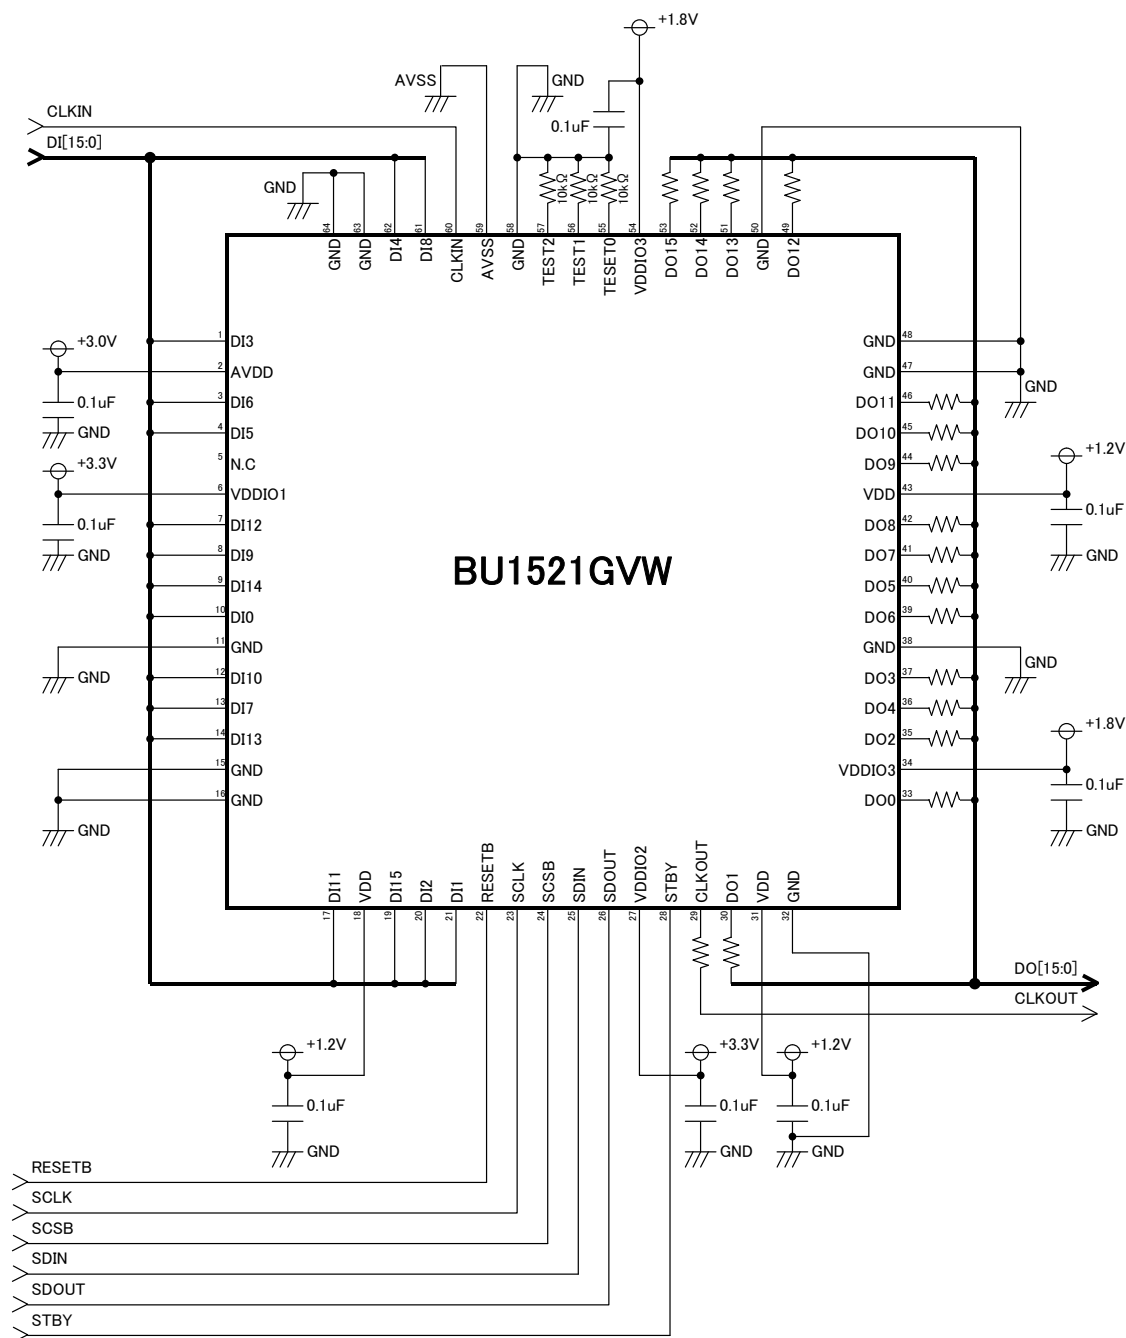 +1.8V
AVSS
GND
CLKIN
0.1uF
DI[15:0]
GND
10kΩ
10kΩ
10kΩ
64
63
62
61
60
59
58
57
56
55
54
53
52
51
50
49
GND
GND
DI4
DI8
CLKIN
AVSS
GND
TEST2
TEST1
TESET0
VDDIO3
DO15
DO14
DO13
GND
DO12
+3.0V
0.1uF
GND
+3.3V
0.1uF
GND
GND
GND
1 DI3
2 AVDD
3 DI6
4 DI5
5 N.C
6 VDDIO1
7 DI12
8 DI9
9 DI14
10 DI0
11 GND
12 DI10
13 DI7
14 DI13
15 GND
16 GND
BU1521GVW
GND 48
GND 47
DO11 46
DO10 45
DO9 44
VDD 43
DO8 42
DO7 41
DO5 40
DO6 39
GND 38
DO3 37
DO4 36
DO2 35
VDDIO3 34
DO0 33
GND
+1.2V
0.1uF
GND
GND
+1.8V
0.1uF
GND
DI11
VDD
DI15
DI2
DI1
RESETB
SCLK
SCSB
SDIN
SDOUT
VDDIO2
STBY
CLKOUT
DO1
VDD
GND
17
18
19
20
21
22
23
24
25
26
27
28
29
30
31
32
DO[15:0]
CLKOUT
+1.2V
0.1uF
GND
+3.3V
0.1uF
GND
+1.2V
0.1uF
GND
RESETB
SCLK
SCSB
SDIN
SDOUT
STBY